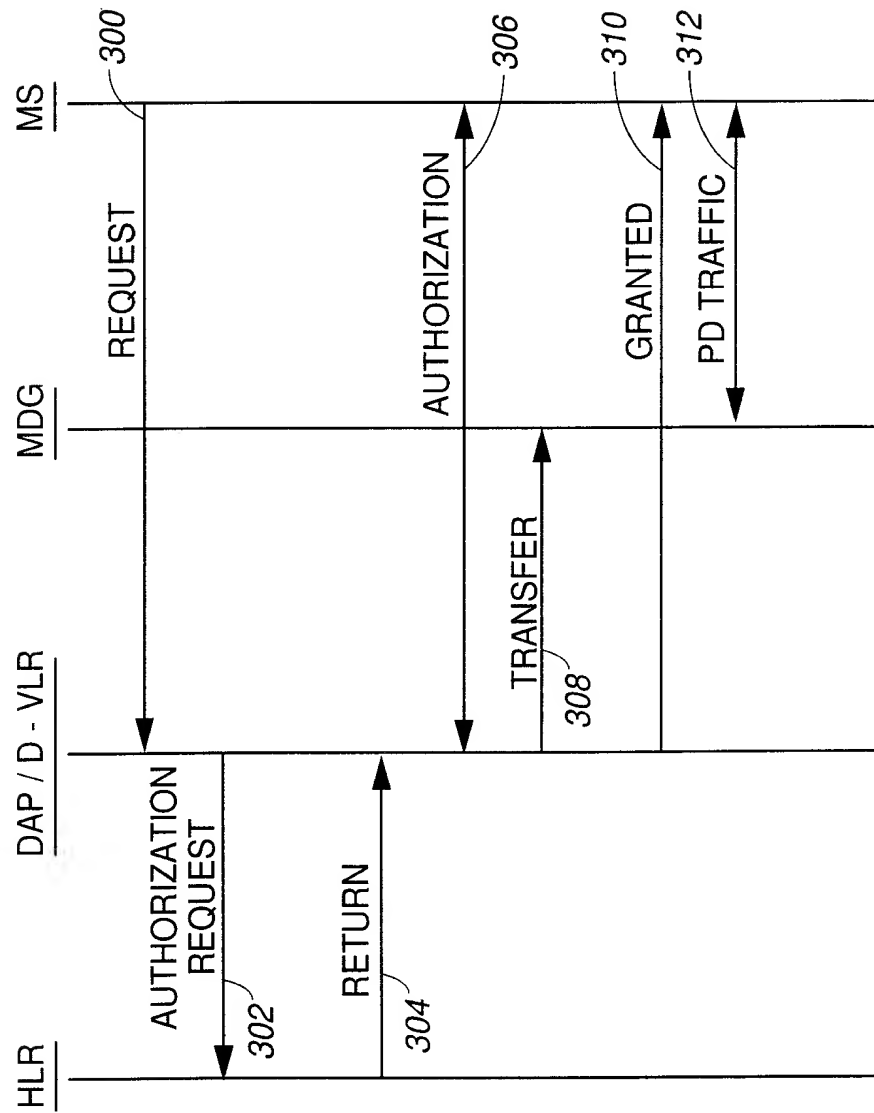 HLR
DAP / D - VLR
MDG
MS
REQUEST
300
AUTHORIZATION
REQUEST
302
RETURN
304
AUTHORIZATION
306
TRANSFER
308
GRANTED
310
PD TRAFFIC
312